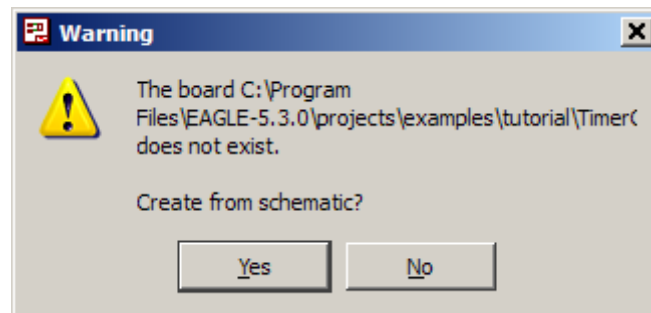 Warning
The board C:\Program
Files\EAGLE-5.3.0\projects\examples\tutorial\Timer
does not exist.
Create from schematic?
Yes
No